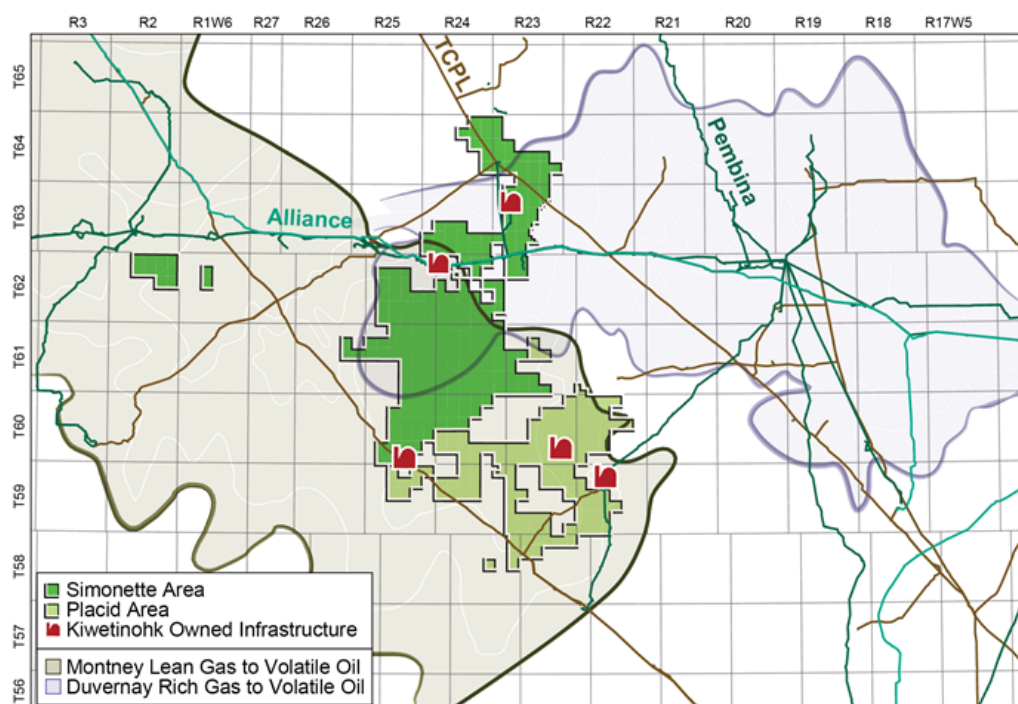 R3 R2 R1W6 R27 R26 R25 R24 R23 R22 R21 R20 R19 R18 R17W5
T65
T64
T63
T62
T61
T60
T59
T58
T57
T56
TCPL
Pembina
Alliance
Simonette Area
Placid Area
Kiwetinohk Owned Infrastructure
Montney Lean Gas to Volatile Oil
Duvernay Rich Gas to Volatile Oil